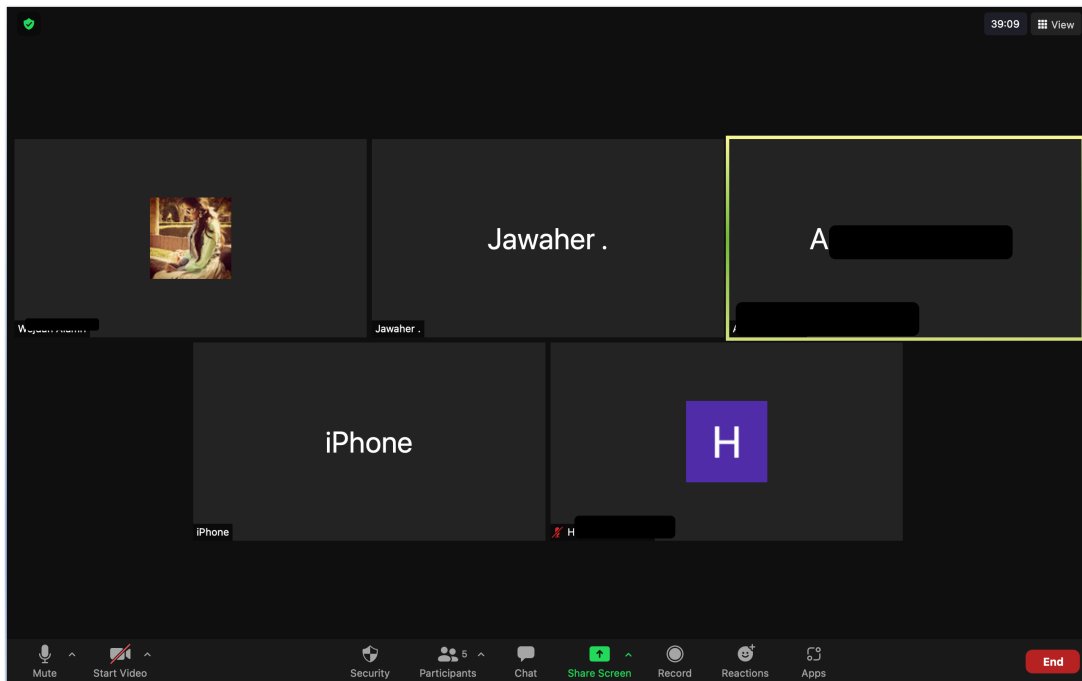 39:09 View
Jawaher .
A
Jawaher .
iPhone
H
iPhone
H
5
Mute Start Video Security Participants Chat Share Screen Record Reactions Apps End